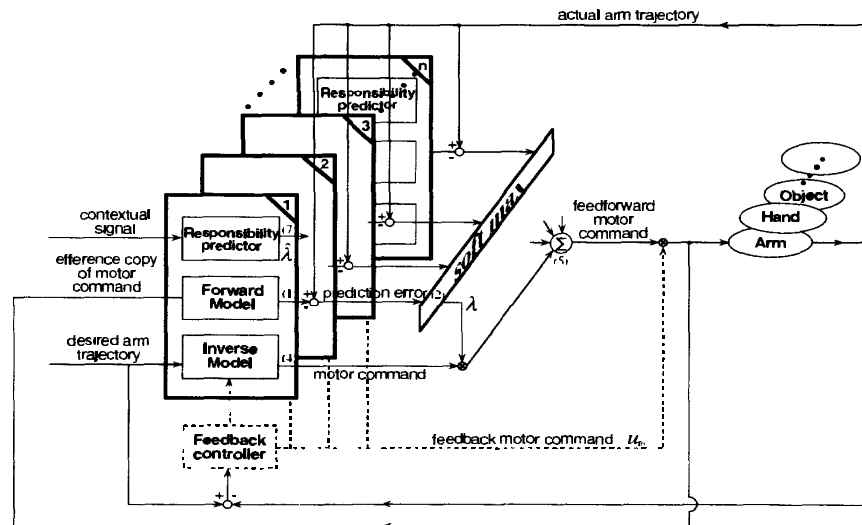 actual arm trajectory
n
Responsibility
predictor
3
2
1
contextual
signal
Responsibility
predictor
λ̂
efference copy
of motor
command
Forward
Model
prediction error
λ
soft max
feedforward
motor
command
Σ
(5)
Object
Hand
Arm
desired arm
trajectory
Inverse
Model
motor command
Feedback
controller
feedback motor command
+
-